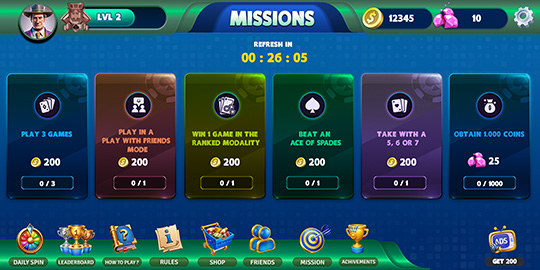 LVL 2
MISSIONS
12345
10
REFRESH IN
00 : 26 : 05
PLAY 3 GAMES
200
0 / 3
PLAY IN A
PLAY WITH FRIENDS
MODE
200
0 / 1
WIN 1 GAME IN THE
RANKED MODALITY
200
0 / 1
BEAT AN
ACE OF SPADES
200
0 / 1
TAKE WITH A
5, 6 OR 7
200
0 / 1
OBTAIN 1.000 COINS
25
0 / 1000
DAILY SPIN
LEADERBOARD
HOW TO PLAY?
RULES
SHOP
FRIENDS
MISSION
ACHIVEMENTS
ADS
GET 200